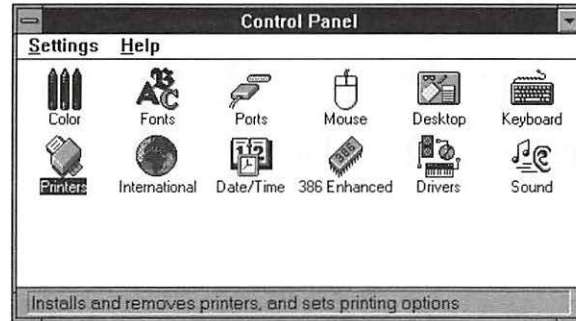 Control Panel
Settings Help
Color Fonts Ports Mouse Desktop Keyboard
Printers International Date/Time 386 Enhanced Drivers Sound
Installs and removes printers, and sets printing options